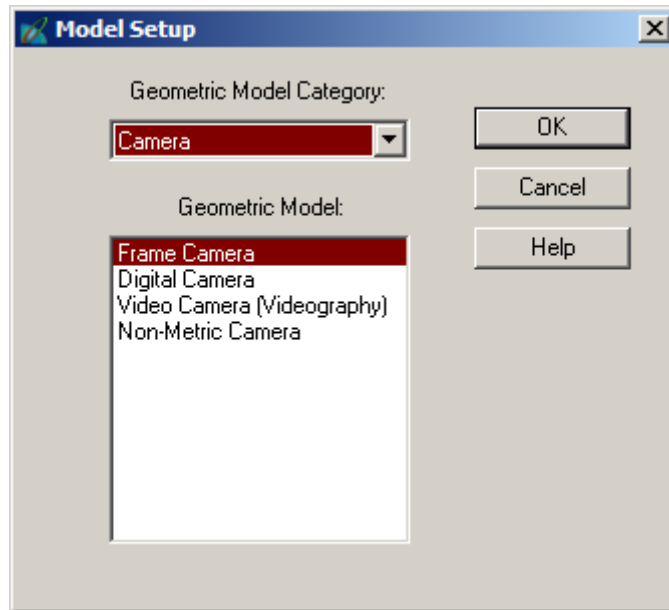 Model Setup
Geometric Model Category:
Camera
OK
Cancel
Geometric Model:
Help
Frame Camera
Digital Camera
Video Camera (Videography)
Non-Metric Camera